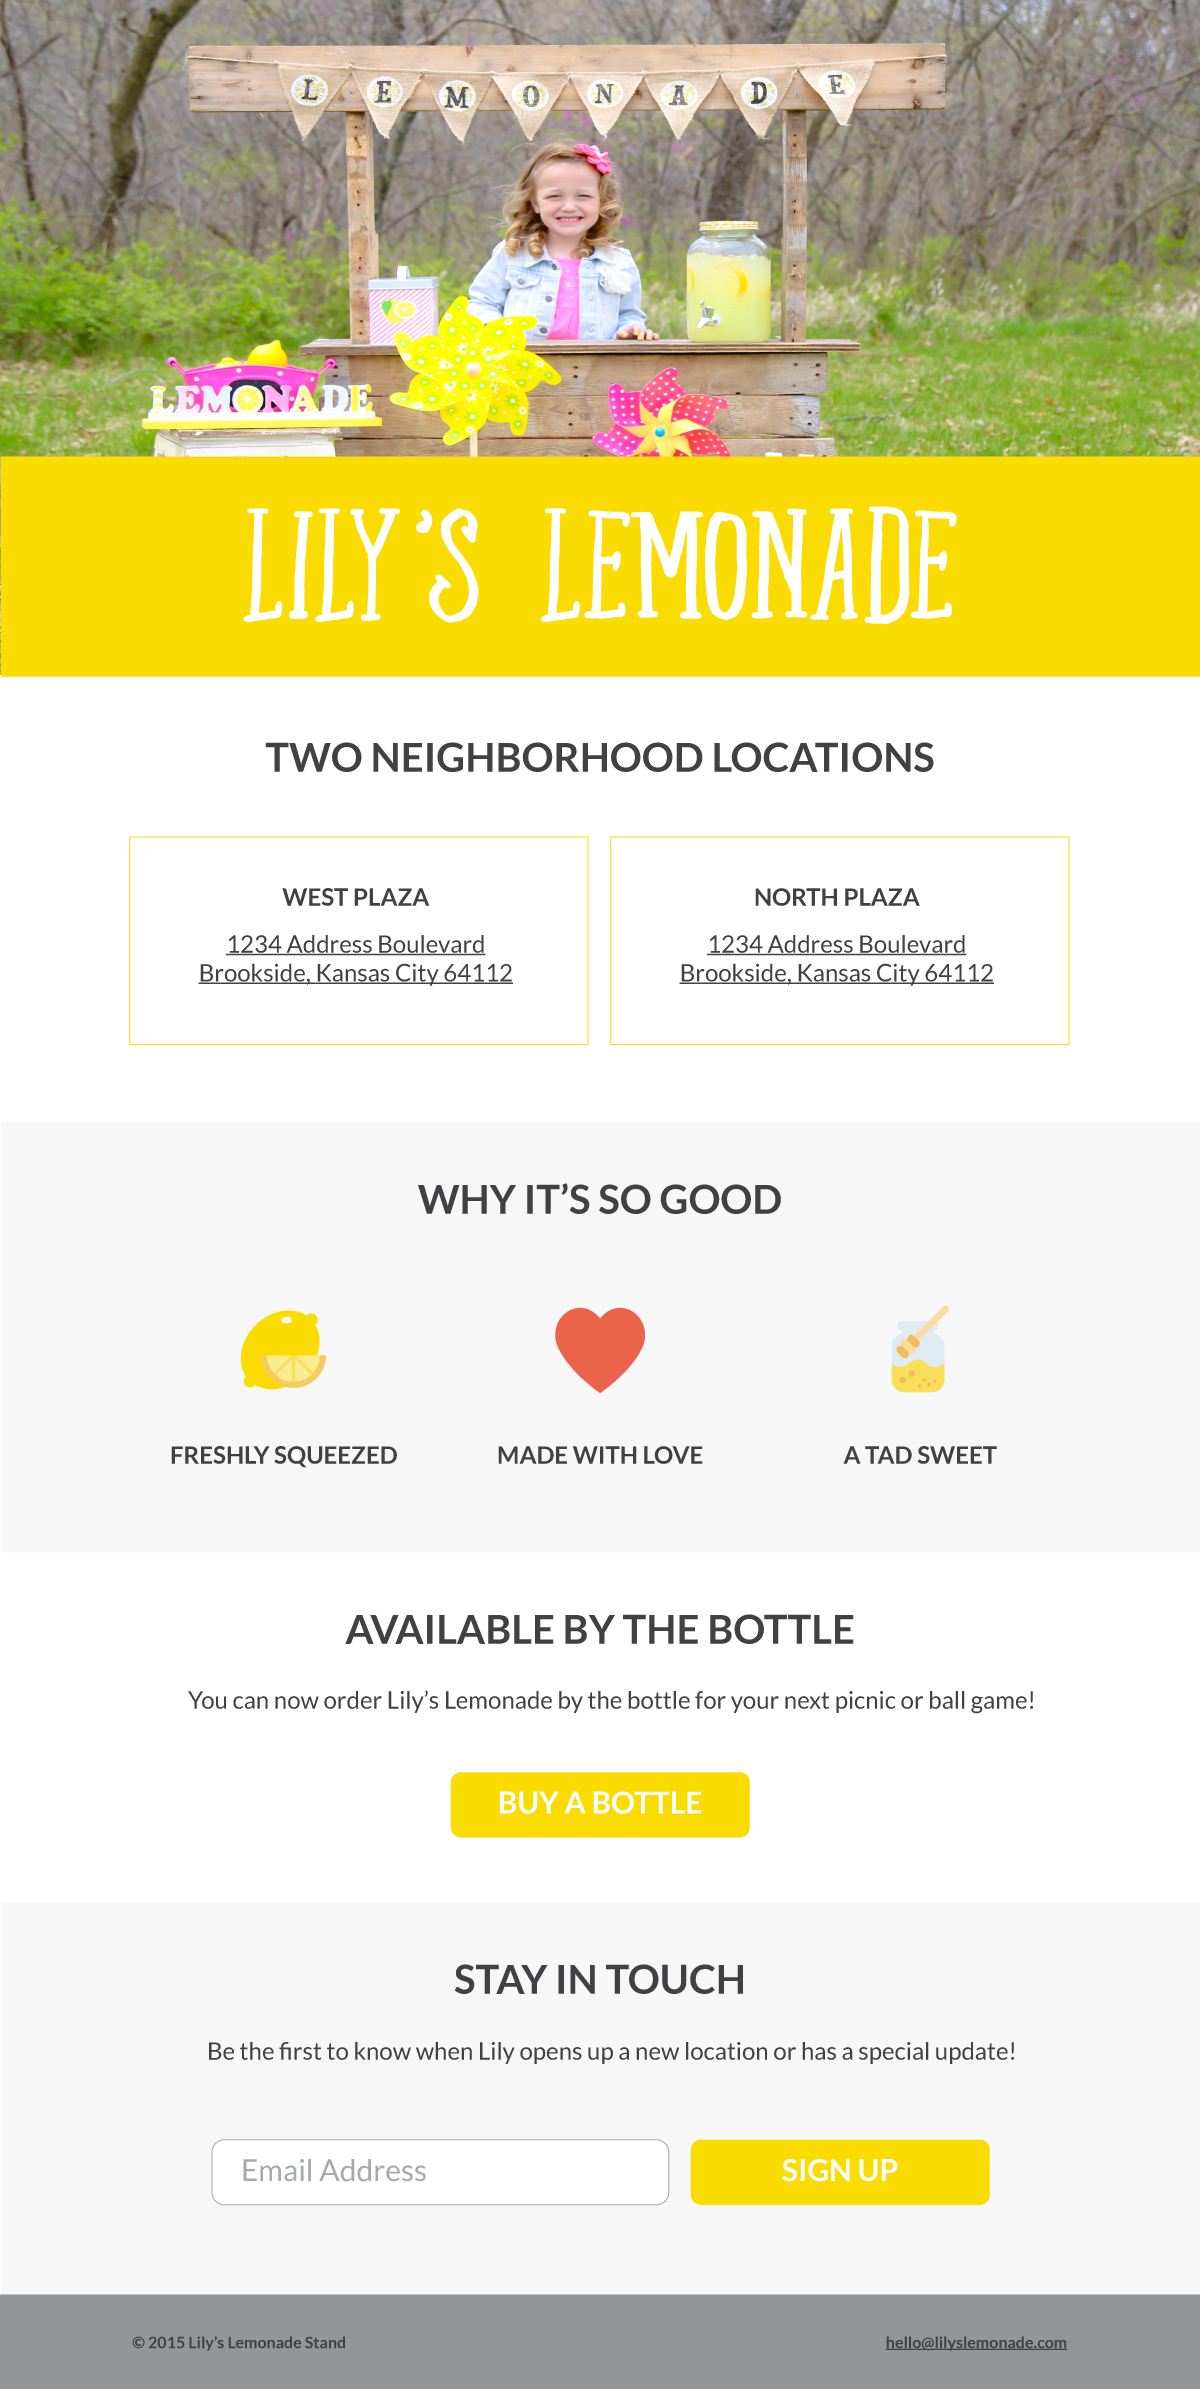 LEMONADE
LEMONADE
LILY'S LEMONADE
TWO NEIGHBORHOOD LOCATIONS
WEST PLAZA
1234 Address Boulevard
Brookside, Kansas City 64112
NORTH PLAZA
1234 Address Boulevard
Brookside, Kansas City 64112
WHY IT’S SO GOOD
FRESHLY SQUEEZED
MADE WITH LOVE
A TAD SWEET
AVAILABLE BY THE BOTTLE
You can now order Lily’s Lemonade by the bottle for your next picnic or ball game!
BUY A BOTTLE
STAY IN TOUCH
Be the first to know when Lily opens up a new location or has a special update!
Email Address
SIGN UP
© 2015 Lily’s Lemonade Stand
hello@lilyslemonade.com